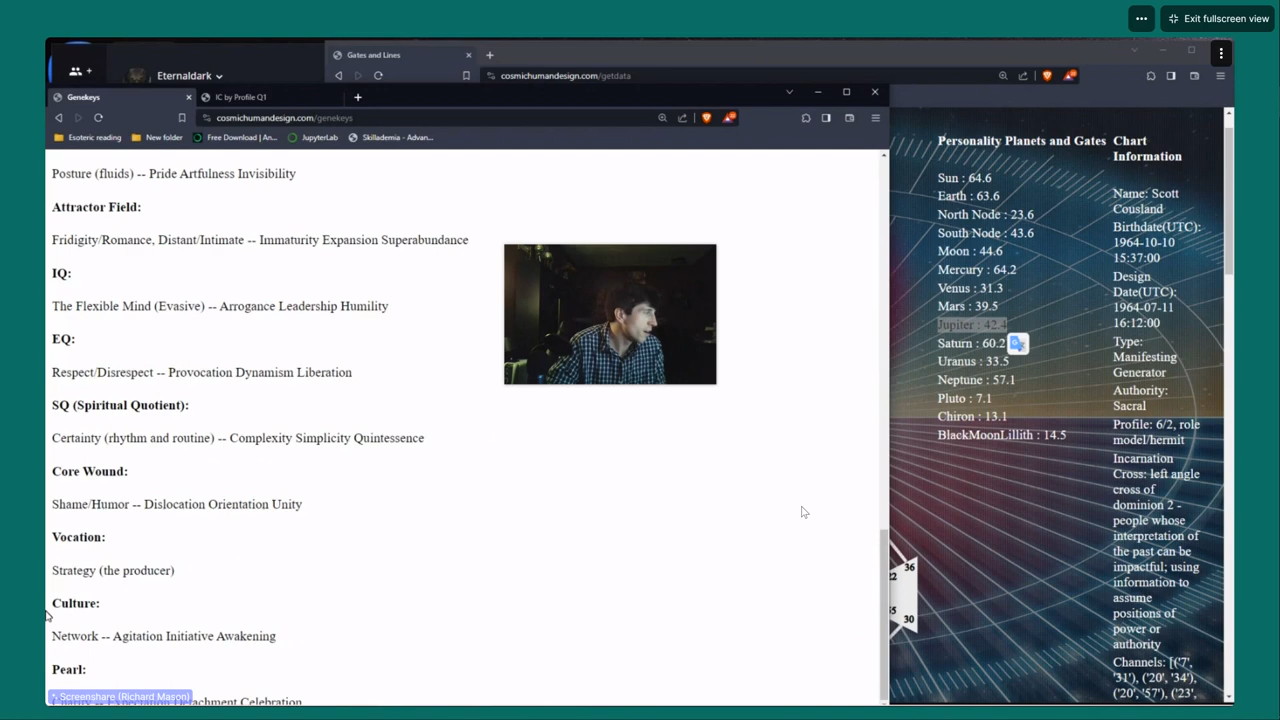 Exit fullscreen view
Gates and Lines
Eternaldark
cosmichumandesign.com/getdata
Genekeys
IC by Profile Q1
cosmichumandesign.com/genekeys
Esoteric reading
New folder
Free Download | An...
JupyterLab
Skillademia - Advan...
Posture (fluids) -- Pride Artfulness Invisibility
Attractor Field:
Fridigity/Romance, Distant/Intimate -- Immaturity Expansion Superabundance
IQ:
The Flexible Mind (Evasive) -- Arrogance Leadership Humility
EQ:
Respect/Disrespect -- Provocation Dynamism Liberation
SQ (Spiritual Quotient):
Certainty (rhythm and routine) -- Complexity Simplicity Quintessence
Core Wound:
Shame/Humor -- Dislocation Orientation Unity
Vocation:
Strategy (the producer)
Culture:
Network -- Agitation Initiative Awakening
Pearl:
Screenshare (Richard Mason)
Detachment Celebration
Personality Planets and Gates
Sun : 64.6
Earth : 63.6
North Node : 23.6
South Node : 43.6
Moon : 44.6
Mercury : 64.2
Venus : 31.3
Mars : 39.5
Jupiter : 42.4
Saturn : 60.2
Uranus : 33.5
Neptune : 57.1
Pluto : 7.1
Chiron : 13.1
BlackMoonLillith : 14.5
Chart
Information
Name: Scott
Cousland
Birthdate(UTC):
1964-10-10
15:37:00
Design
Date(UTC):
1964-07-11
16:12:00
Type:
Manifesting
Generator
Authority:
Sacral
Profile: 6/2, role
model/hermit
Incarnation
Cross: left angle
cross of
dominion 2 -
people whose
interpretation of
the past can be
impactful; using
information to
assume
positions of
power or
authority
Channels: [('7',
'31'), ('20', '34')
('20', '57'), ('23',
36
22
55
30